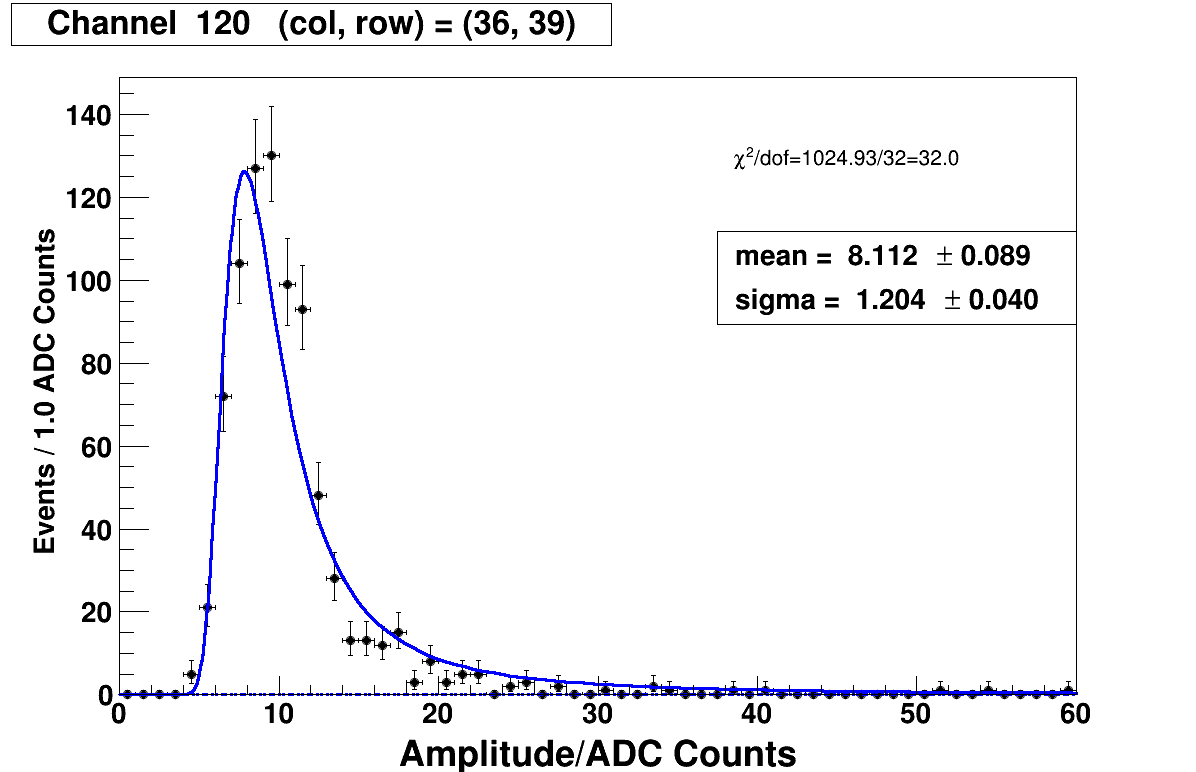 Channel 120 (col, row) = (36, 39)
140
120
100
80
60
40
20
0
Events / 1.0 ADC Counts
χ²/dof=1024.93/32=32.0
mean = 8.112 ± 0.089
sigma = 1.204 ± 0.040
0 10 20 30 40 50 60
Amplitude/ADC Counts